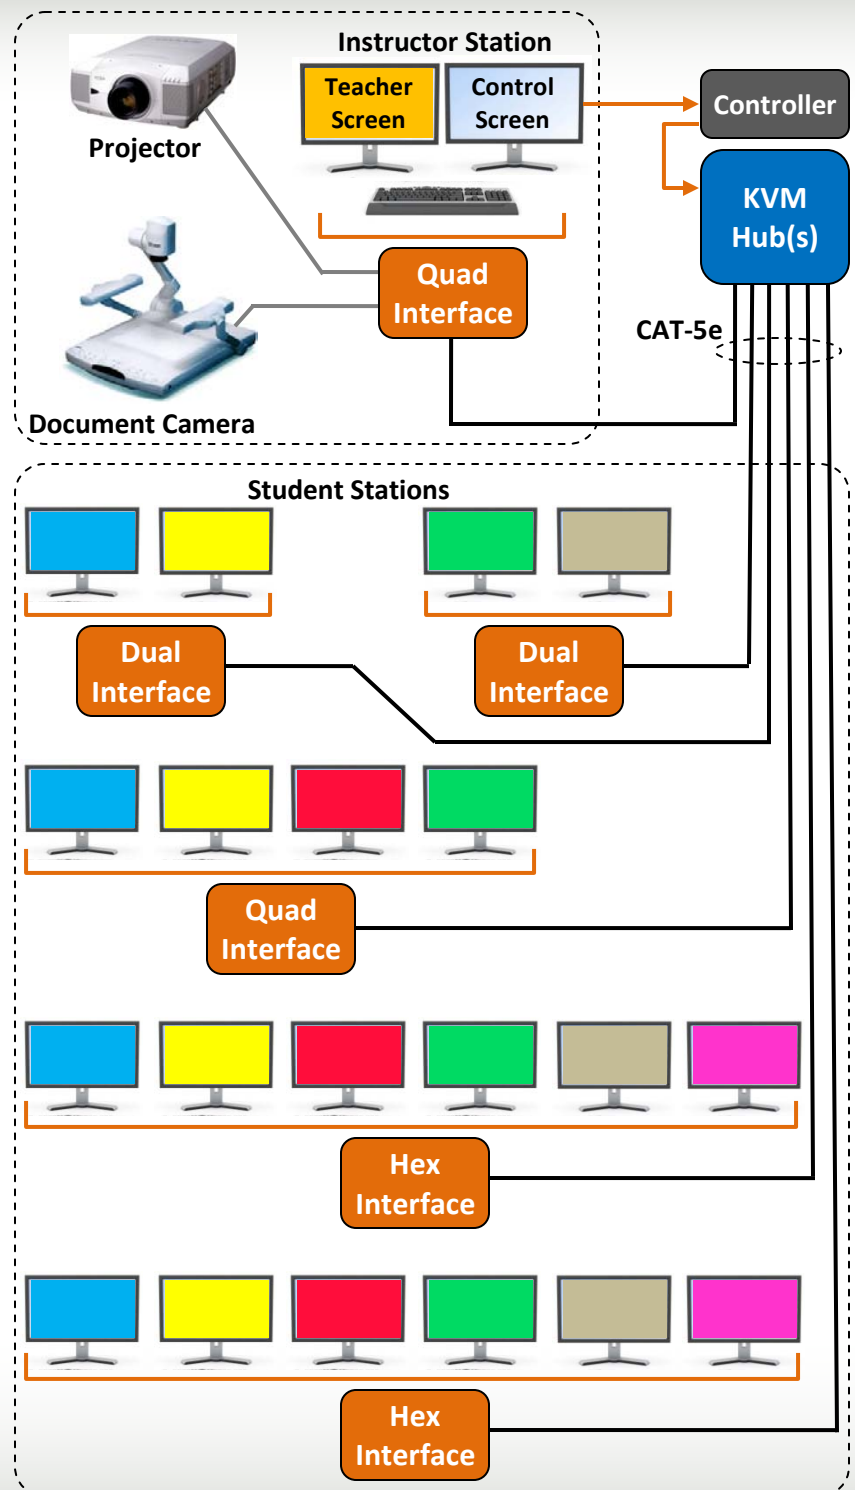 Instructor Station
Teacher
Screen
Control
Screen
Controller
Projector
KVM
Hub(s)
Quad
Interface
CAT-5e
Document Camera
Student Stations
Dual
Interface
Dual
Interface
Quad
Interface
Hex
Interface
Hex
Interface